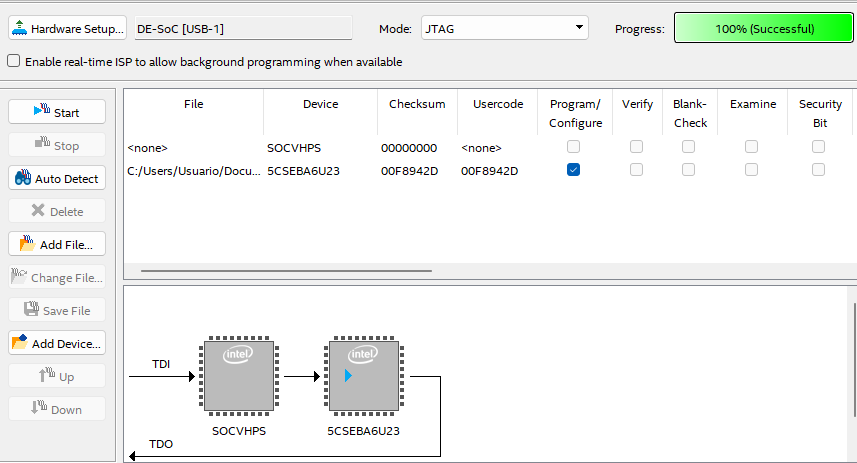 Hardware Setup... DE-SoC [USB-1] Mode: JTAG Progress: 100% (Successful)
Enable real-time ISP to allow background programming when available
Start
Stop
Auto Detect
Delete
Add File...
Change File...
Save File
Add Device...
Up
Down
File Device Checksum Usercode Program/ Verify Blank- Examine Security
Configure Check Bit
<none> SOCVHPS 00000000 <none>
C:/Users/Usuario/Docu... 5CSEBA6U23 00F8942D 00F8942D
intel intel
TDI
SOCVHPS 5CSEBA6U23
TDO